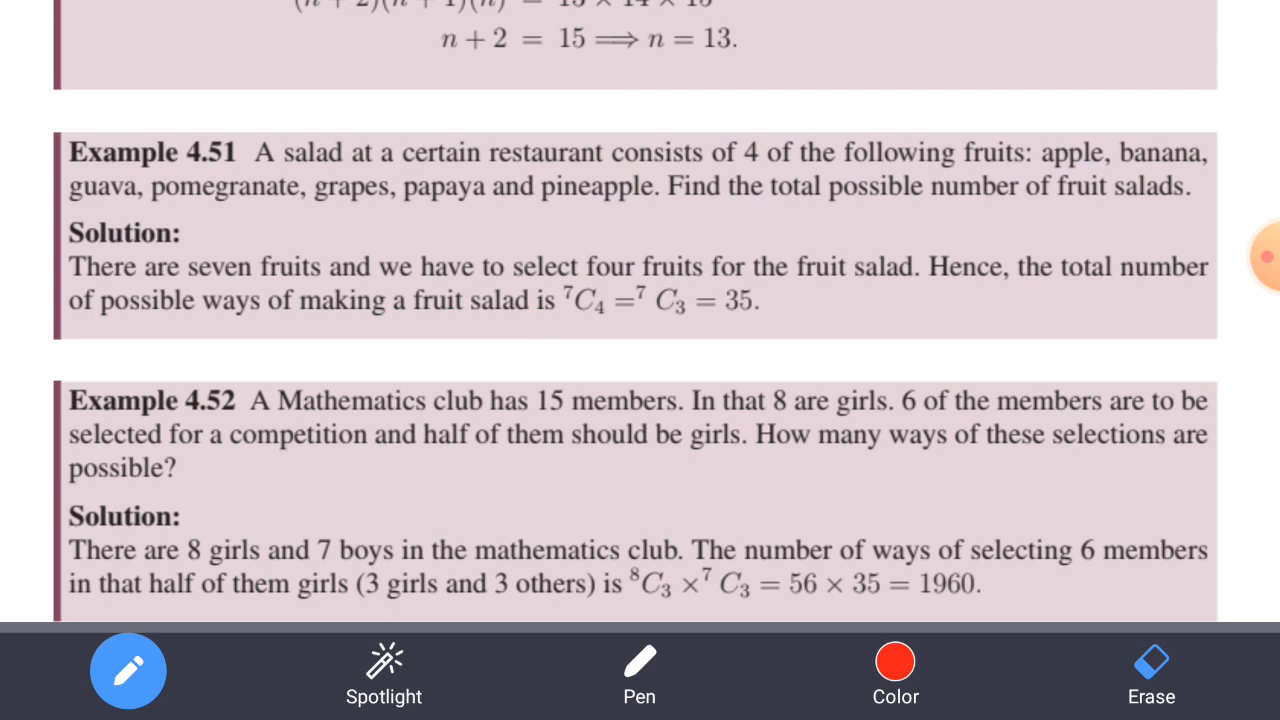 (n + 2)(n + 1)(n) = 15 × 14 × 13
n + 2 = 15 ⟹ n = 13.
Example 4.51 A salad at a certain restaurant consists of 4 of the following fruits: apple, banana,
guava, pomegranate, grapes, papaya and pineapple. Find the total possible number of fruit salads.
Solution:
There are seven fruits and we have to select four fruits for the fruit salad. Hence, the total number
of possible ways of making a fruit salad is ⁷C₄ =⁷ C₃ = 35.
Example 4.52 A Mathematics club has 15 members. In that 8 are girls. 6 of the members are to be
selected for a competition and half of them should be girls. How many ways of these selections are
possible?
Solution:
There are 8 girls and 7 boys in the mathematics club. The number of ways of selecting 6 members
in that half of them girls (3 girls and 3 others) is ⁸C₃ ×⁷ C₃ = 56 × 35 = 1960.
Spotlight
Pen
Color
Erase